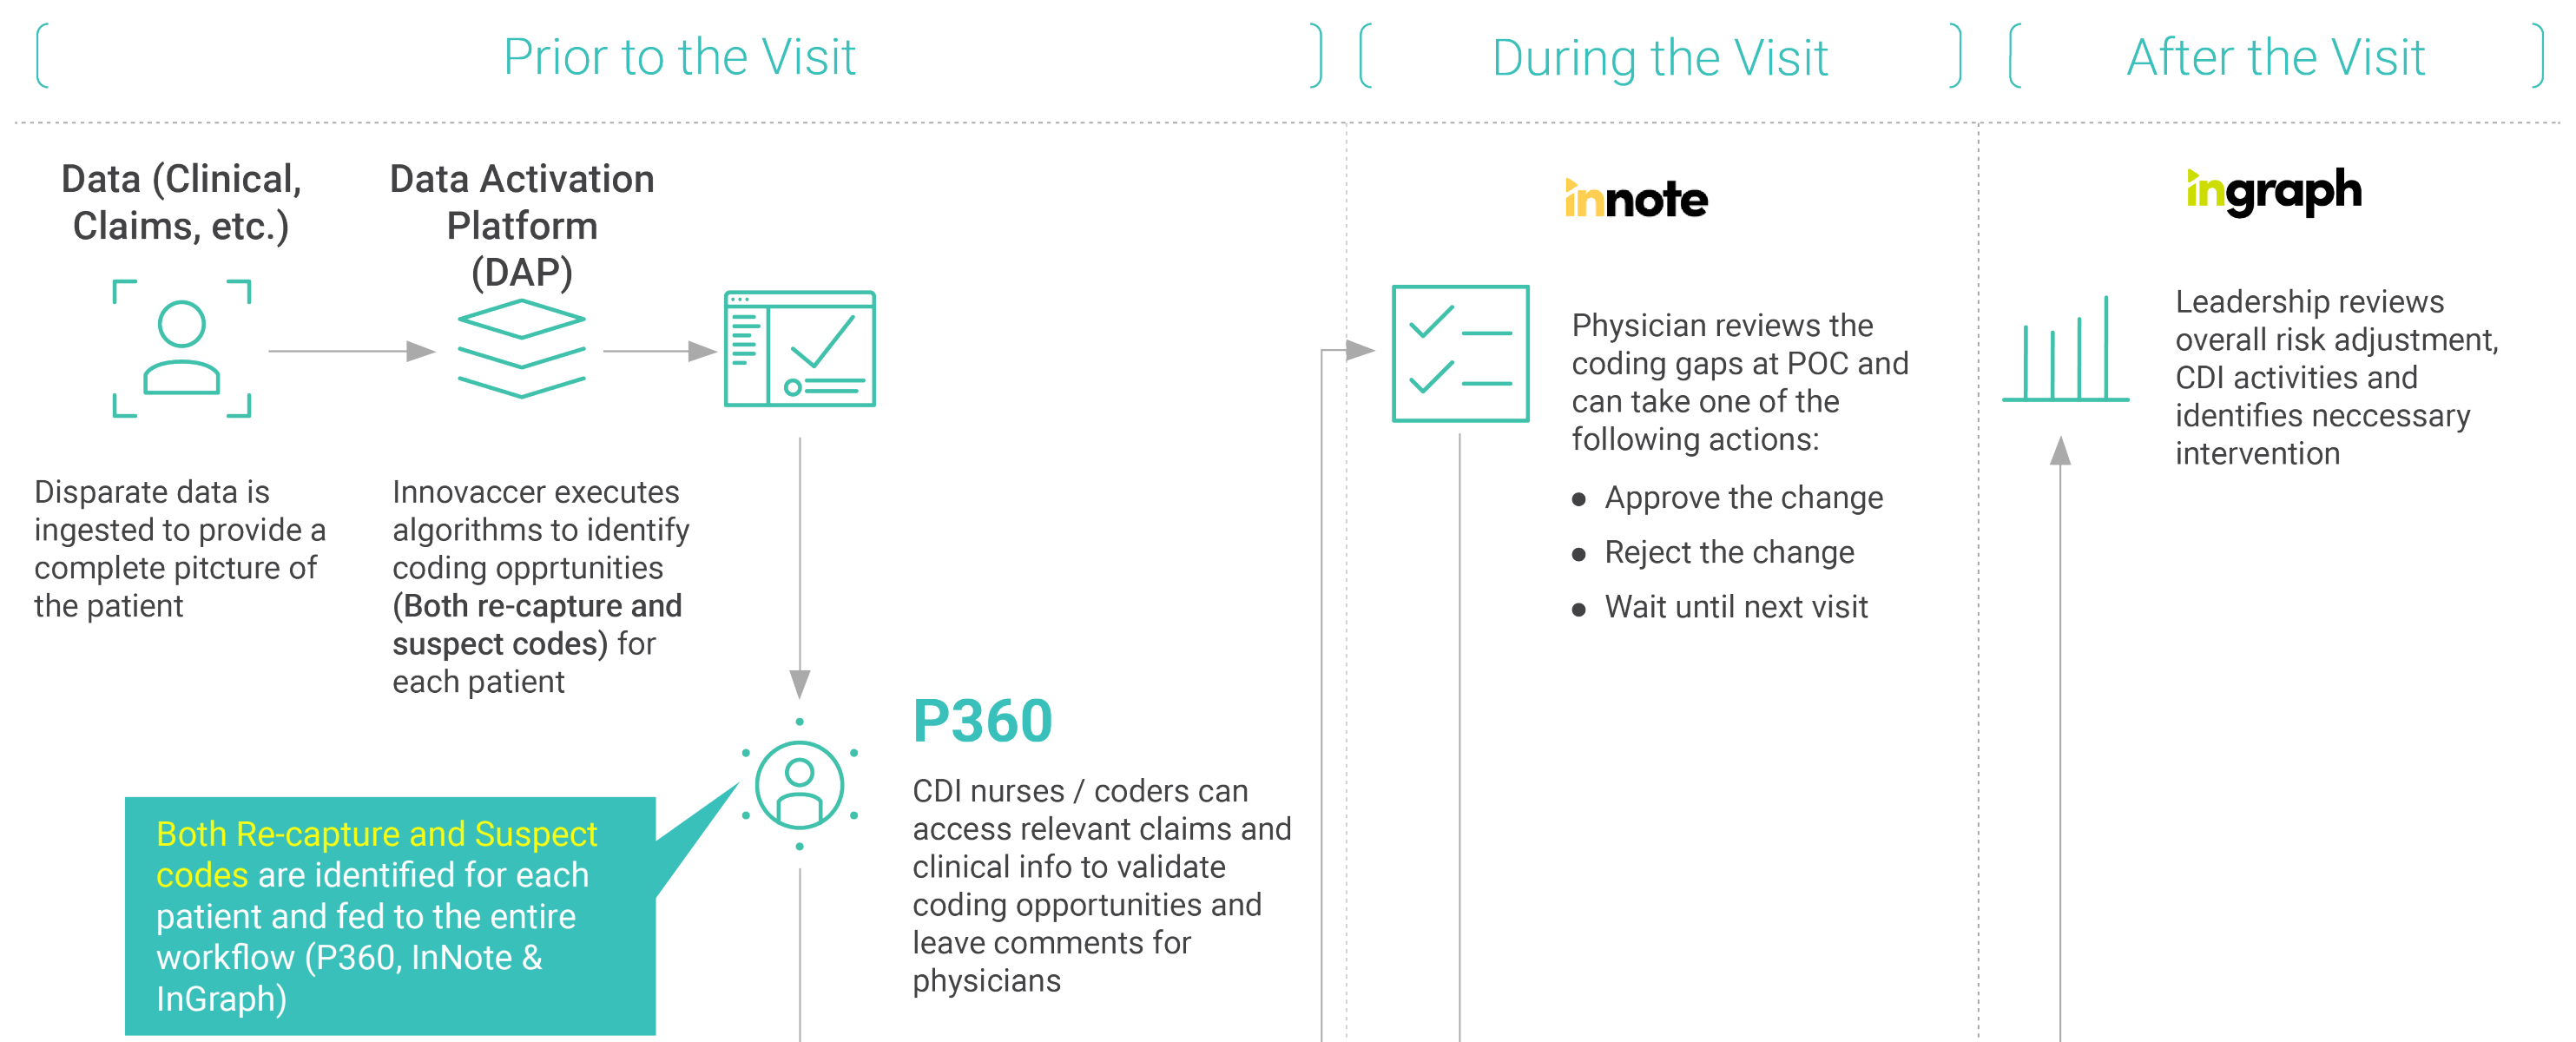 Prior to the Visit
During the Visit
After the Visit
Data (Clinical,
Claims, etc.)
Data Activation
Platform
(DAP)
Disparate data is
ingested to provide a
complete pitcture of
the patient
Innovaccer executes
algorithms to identify
coding opprtunities
(Both re-capture and
suspect codes) for
each patient
P360
CDI nurses / coders can
access relevant claims and
clinical info to validate
coding opportunities and
leave comments for
physicians
Both Re-capture and Suspect
codes are identified for each
patient and fed to the entire
workflow (P360, InNote &
InGraph)
innote
Physician reviews the
coding gaps at POC and
can take one of the
following actions:
● Approve the change
● Reject the change
● Wait until next visit
ingraph
Leadership reviews
overall risk adjustment,
CDI activities and
identifies neccessary
intervention